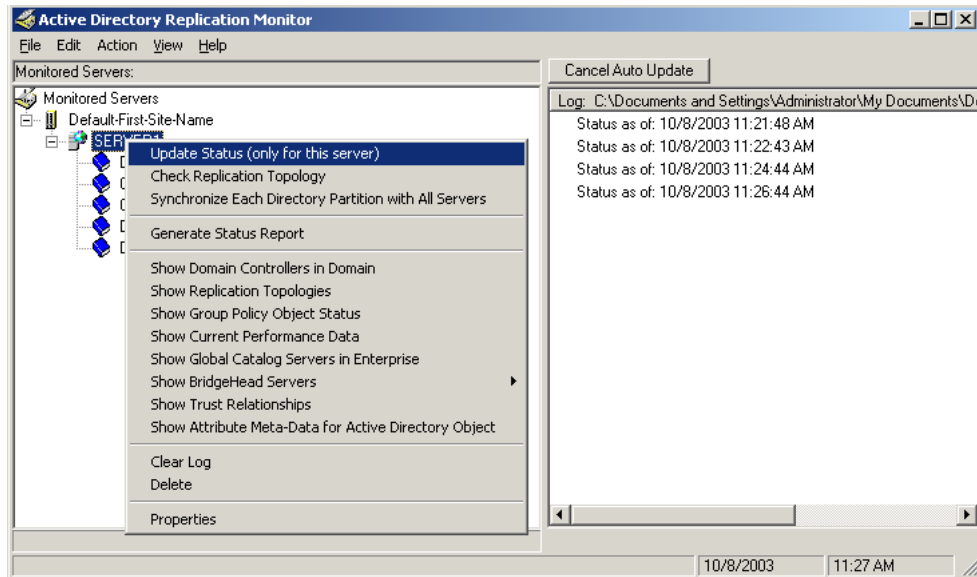 Active Directory Replication Monitor
File Edit Action View Help
Monitored Servers:
Cancel Auto Update
Monitored Servers
Default-First-Site-Name
SERVER1
Update Status (only for this server)
Check Replication Topology
Synchronize Each Directory Partition with All Servers
Generate Status Report
Show Domain Controllers in Domain
Show Replication Topologies
Show Group Policy Object Status
Show Current Performance Data
Show Global Catalog Servers in Enterprise
Show BridgeHead Servers
Show Trust Relationships
Show Attribute Meta-Data for Active Directory Object
Clear Log
Delete
Properties
Log: C:\Documents and Settings\Administrator\My Documents\D
Status as of: 10/8/2003 11:21:48 AM
Status as of: 10/8/2003 11:22:43 AM
Status as of: 10/8/2003 11:24:44 AM
Status as of: 10/8/2003 11:26:44 AM
10/8/2003
11:27 AM